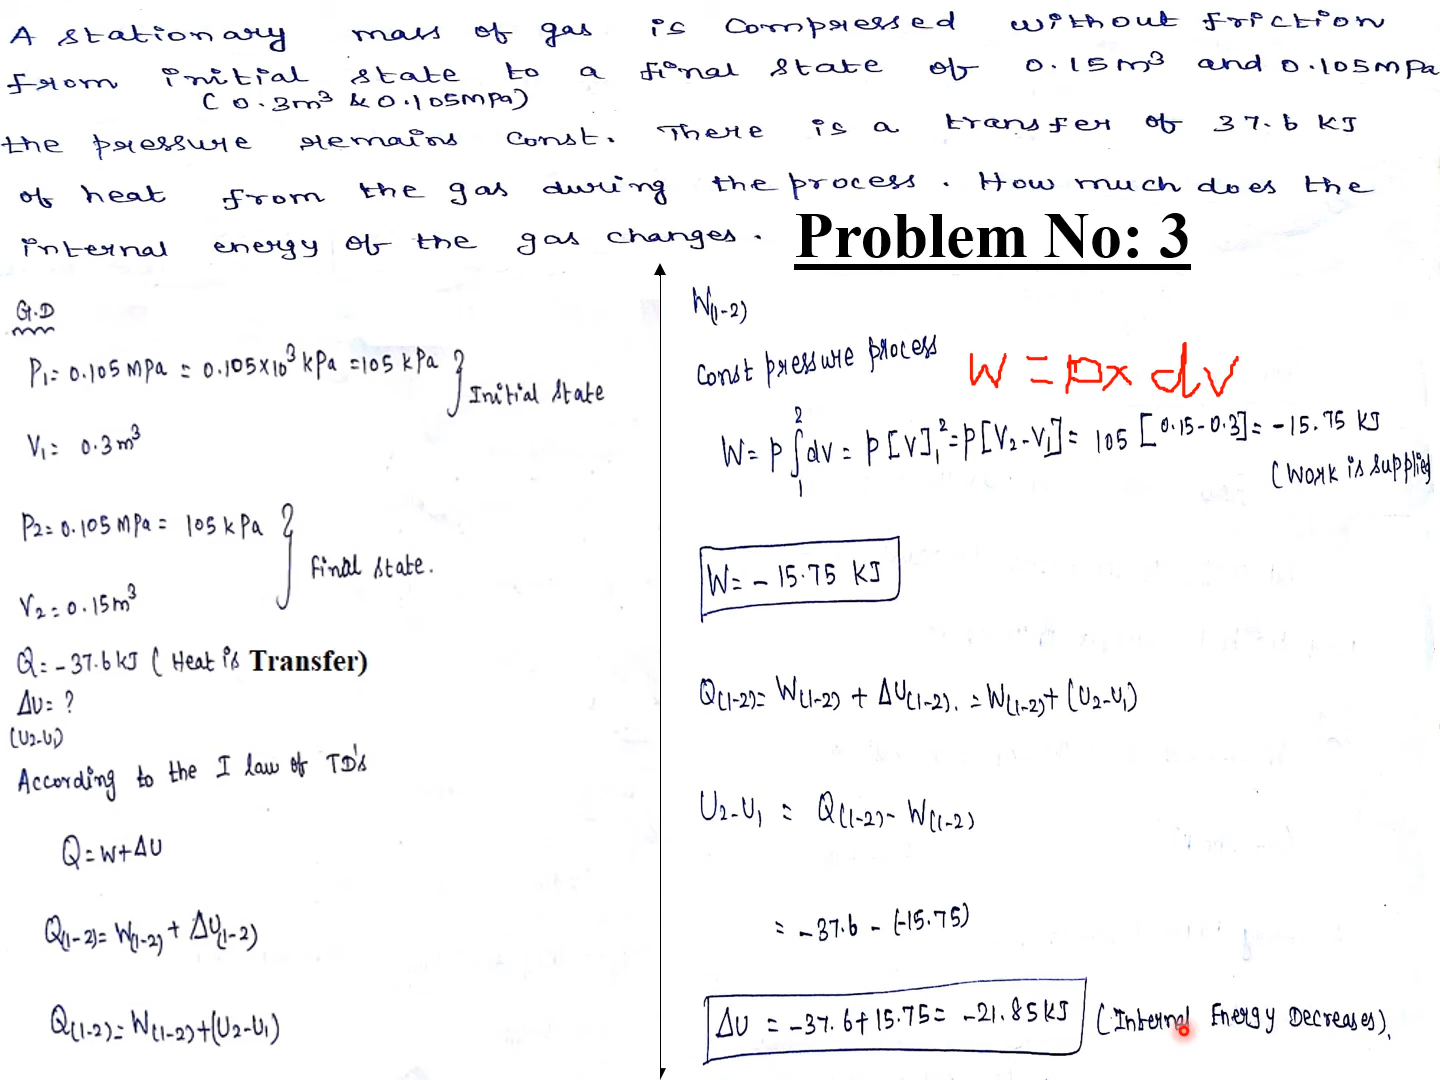 A stationary mass of gas is compressed without friction
from initial state to a final state of 0.15m³ and 0.105MPa
(0.3m³ & 0.105MPa)
the pressure remains const. There is a transfer of 37.6 KJ
of heat from the gas during the process. How much does the
internal energy of the gas changes.
Problem No: 3
G.D
P₁= 0.105 MPa = 0.105×10³ kPa = 105 kPa
V₁= 0.3 m³
} Initial State
P₂= 0.105 MPa = 105 kPa
V₂= 0.15m³
} Final State.
Q= -37.6 kJ ( Heat is Transfer)
ΔU= ?
(U₂-U₁)
According to the I law of TD's
Q = W+ΔU
Q(1-2)= W(1-2) + ΔU(1-2)
Q(1-2)= W(1-2)+(U₂-U₁)
W(1-2)
Const pressure process
W = P x dv
W= P ∫₁² dv = P [V]₁² = P[V₂-V₁] = 105 [0.15-0.3] = -15.75 KJ
(Work is supplied
W= - 15.75 KJ
Q(1-2)= W(1-2) + ΔU(1-2). = W(1-2)+ (U₂-U₁)
U₂-U₁ = Q(1-2)- W(1-2)
= -37.6 - (-15.75)
ΔU = -37.6+15.75= -21.85KJ (Internal Energy Decreases).